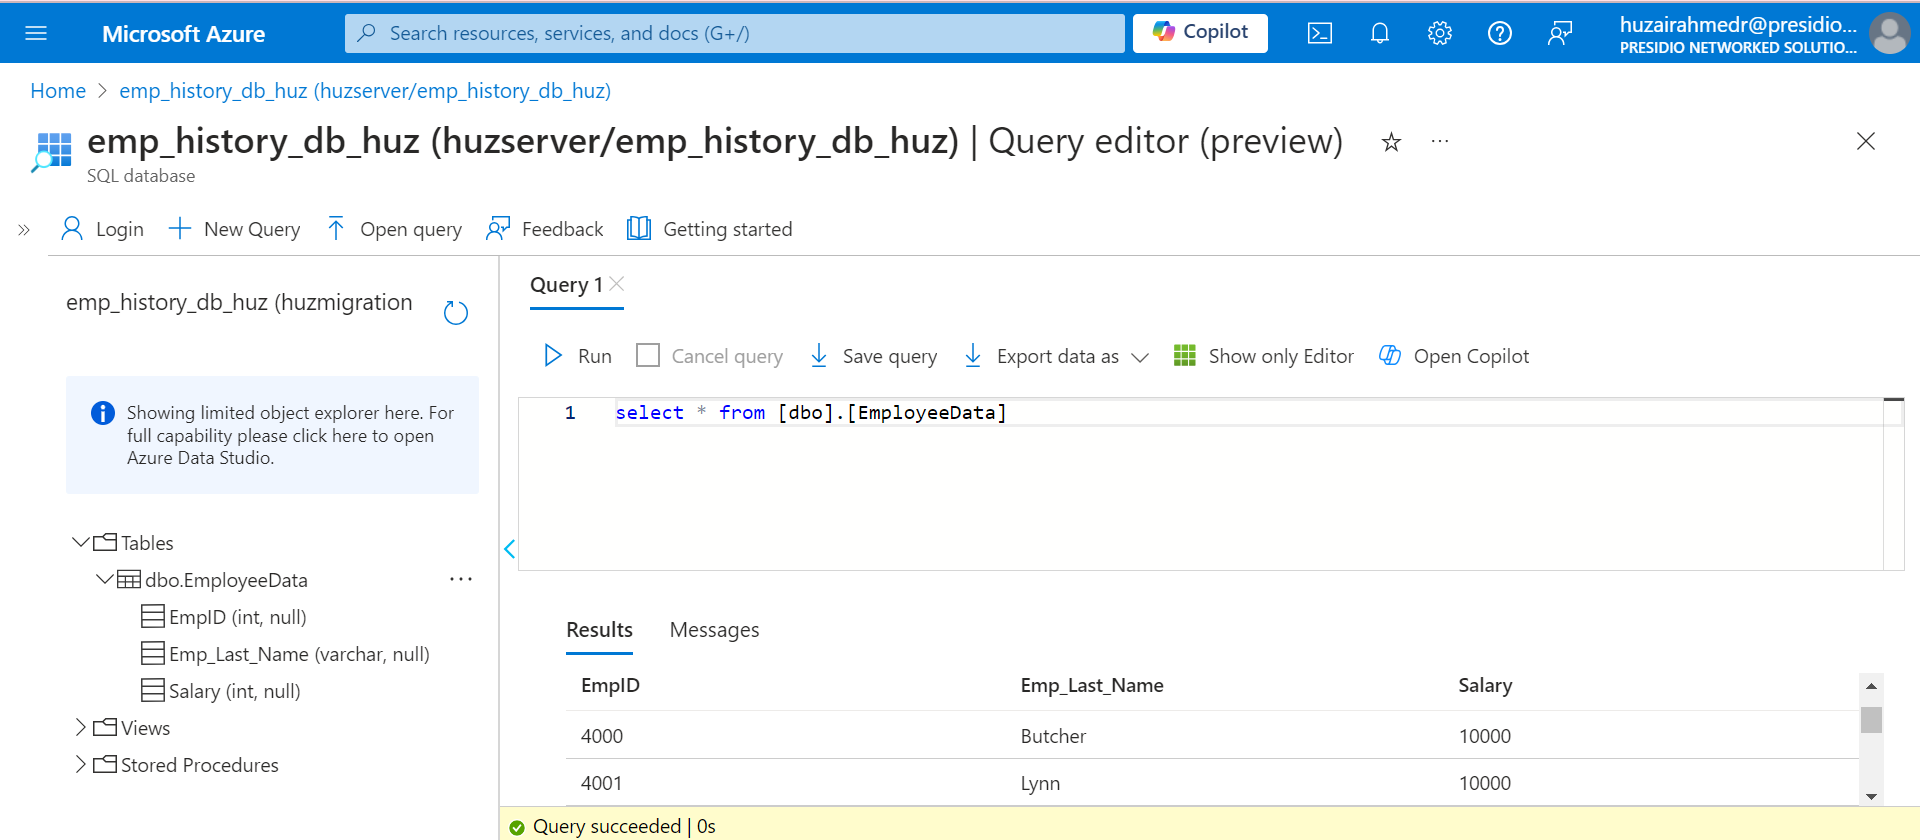 Microsoft Azure
Search resources, services, and docs (G+/)
Copilot
huzairahmedr@presidio...
PRESIDIO NETWORKED SOLUTIO...
Home > emp_history_db_huz (huzserver/emp_history_db_huz)
emp_history_db_huz (huzserver/emp_history_db_huz) | Query editor (preview)
SQL database
Login
New Query
Open query
Feedback
Getting started
emp_history_db_huz (huzmigration
Showing limited object explorer here. For
full capability please click here to open
Azure Data Studio.
Tables
dbo.EmployeeData
EmpID (int, null)
Emp_Last_Name (varchar, null)
Salary (int, null)
Views
Stored Procedures
Query 1
Run
Cancel query
Save query
Export data as
Show only Editor
Open Copilot
1 select * from [dbo].[EmployeeData]
Results
Messages
EmpID Emp_Last_Name Salary
4000 Butcher 10000
4001 Lynn 10000
Query succeeded | 0s